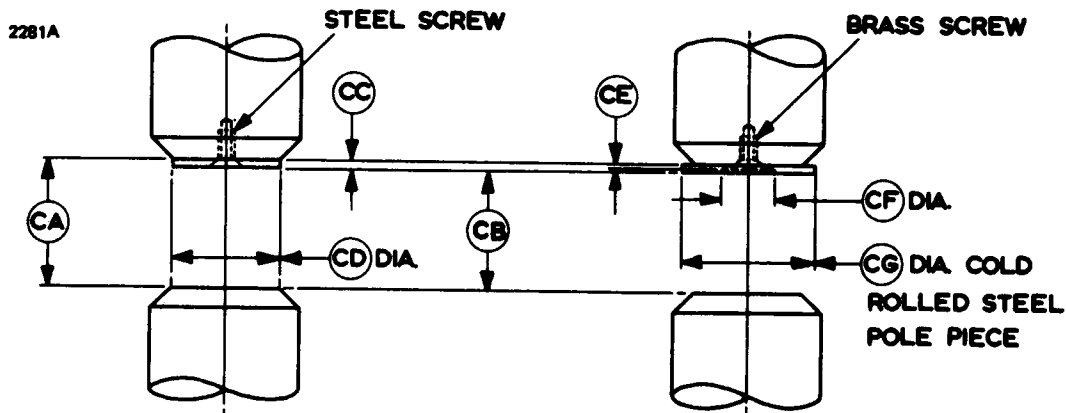 2281A
STEEL SCREW
BRASS SCREW
CC
CE
CA
CB
CF DIA.
CD DIA.
CG DIA. COLD
ROLLED STEEL
POLE PIECE